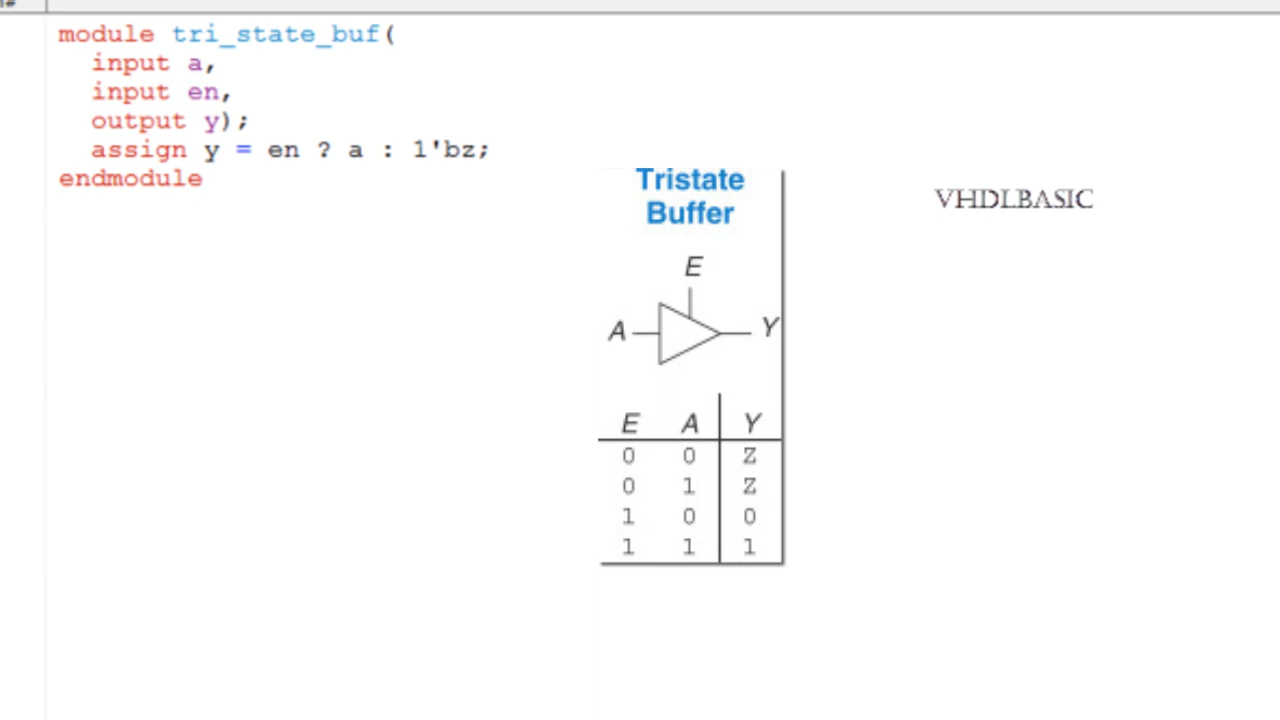 module tri_state_buf(
input a,
input en,
output y);
assign y = en ? a : 1'bz;
endmodule
Tristate
Buffer
VHDLBASIC
E
A Y
E A Y
0 0 Z
0 1 Z
1 0 0
1 1 1